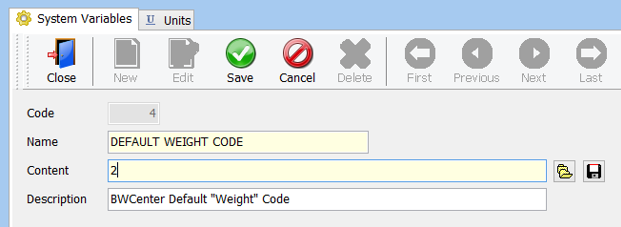 System Variables U Units
Close New Edit Save Cancel Delete First Previous Next Last
Code 4
Name DEFAULT WEIGHT CODE
Content 2
Description BWCenter Default "Weight" Code